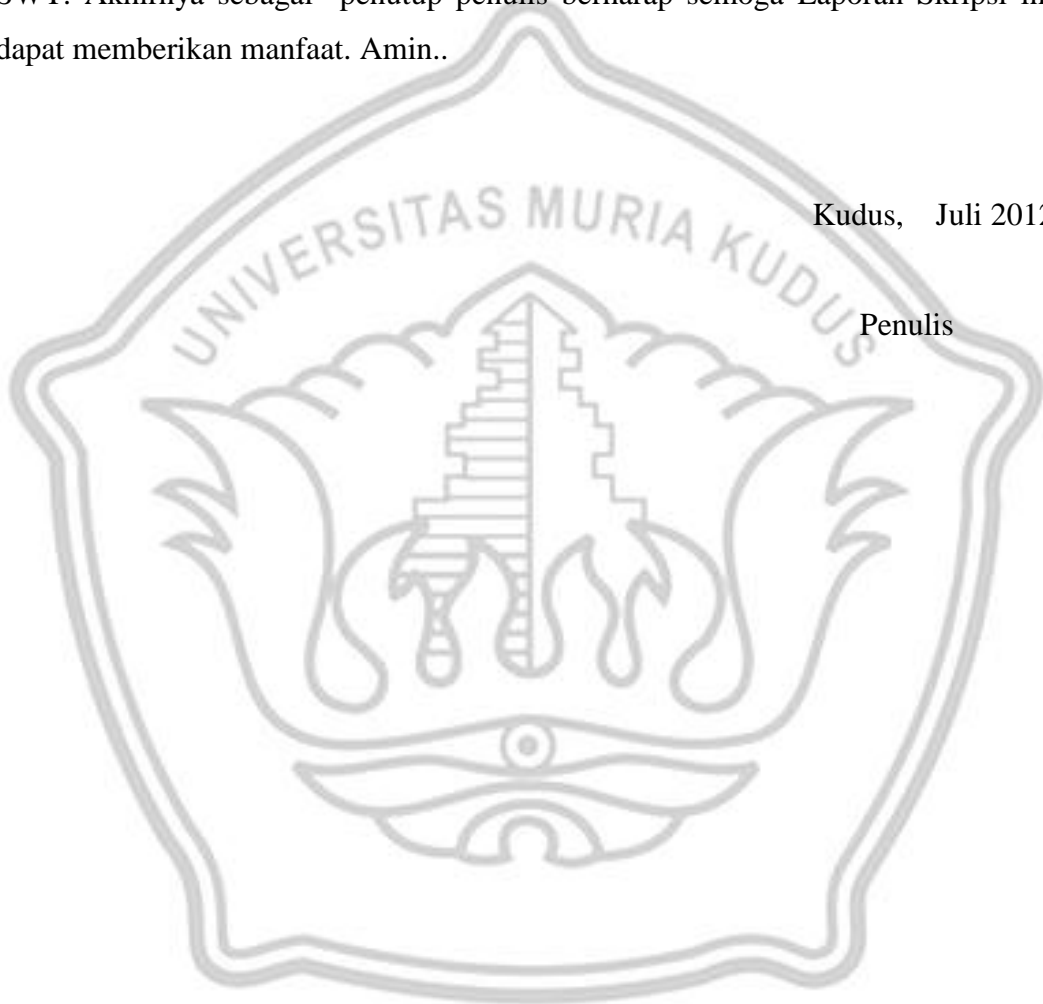 SWT. Akhirnya sebagai penutup penulis berharap semoga Laporan Skripsi
dapat memberikan manfaat. Amin..
UNIVERSITAS MURIA KUDUS
Kudus, Juli 2012
Penulis